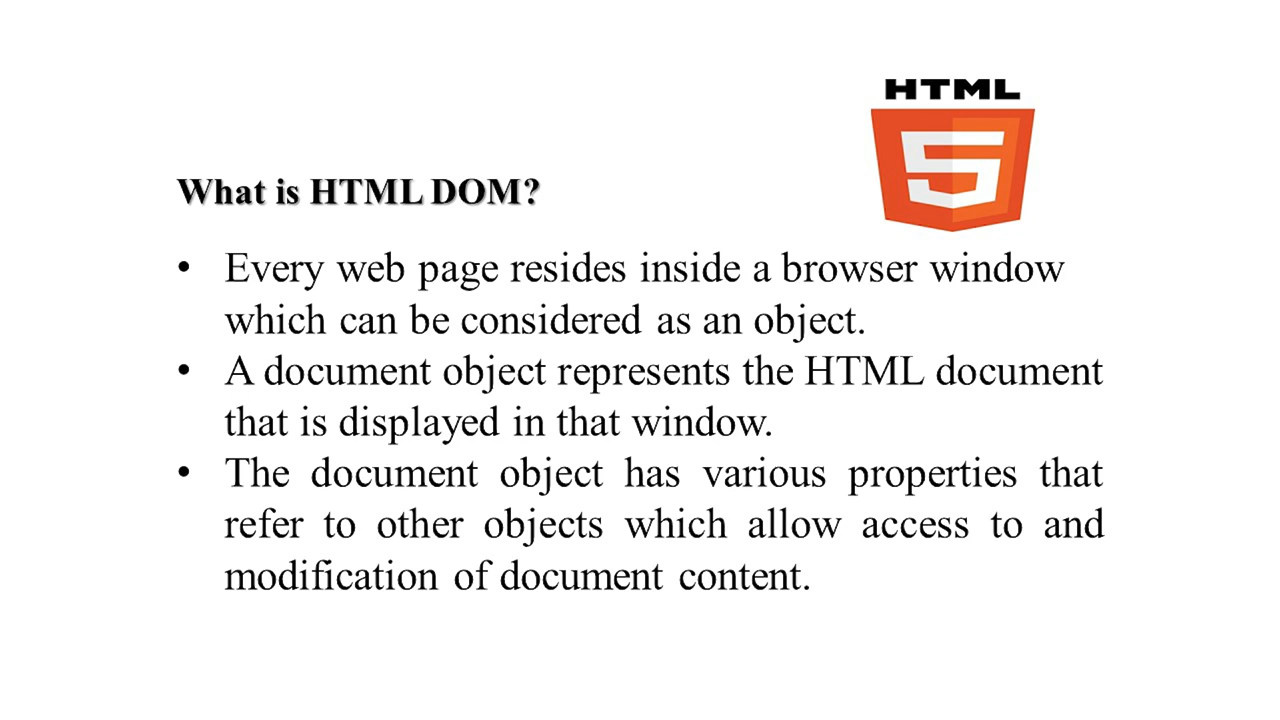 HTML
5
What is HTML DOM?
• Every web page resides inside a browser window
which can be considered as an object.
• A document object represents the HTML document
that is displayed in that window.
• The document object has various properties that
refer to other objects which allow access to and
modification of document content.